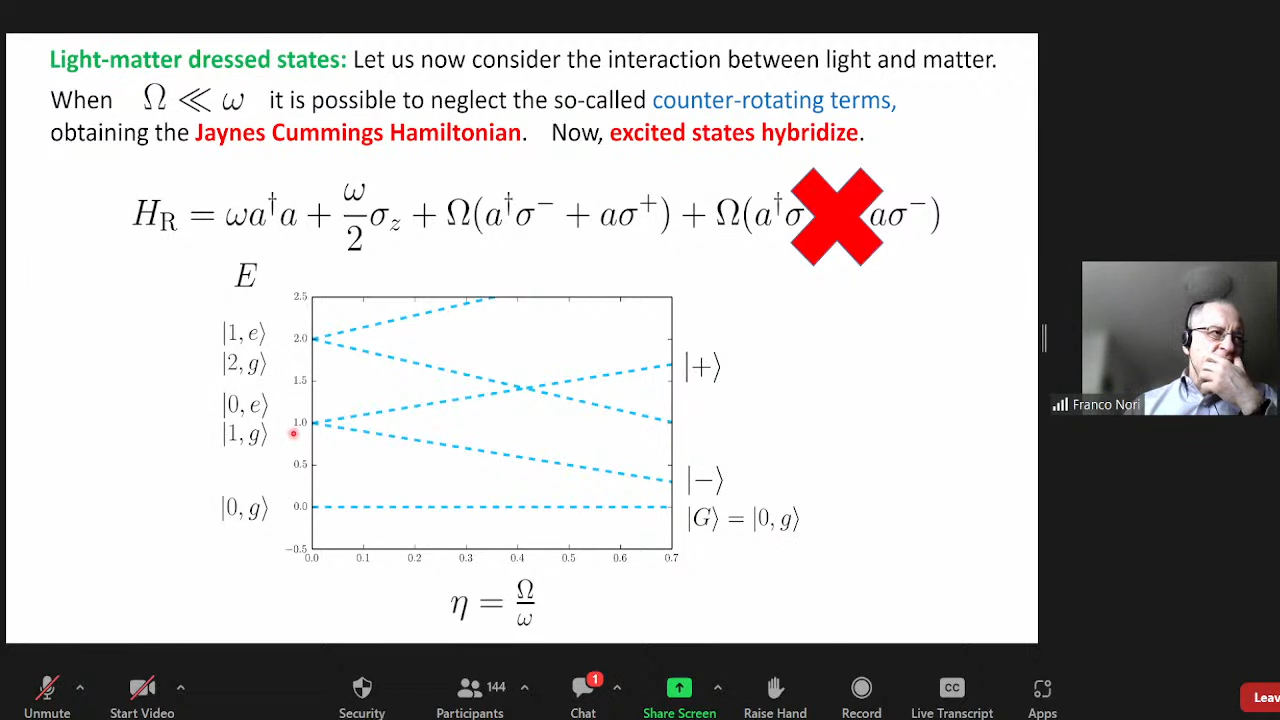 Light-matter dressed states: Let us now consider the interaction between light and matter.
When Ω ≪ ω it is possible to neglect the so-called counter-rotating terms,
obtaining the Jaynes Cummings Hamiltonian. Now, excited states hybridize.
H_R = ωa†a + ω/2 σ_z + Ω(a†σ⁻ + aσ⁺) + Ω(a†σ aσ⁻)
E
2.5
|1, e⟩
2.0
|2, g⟩
|+⟩
1.5
|0, e⟩
1.0
|1, g⟩
Franco Nori
0.5
|−⟩
|0, g⟩
0.0
|G⟩ = |0, g⟩
−0.5
0.0 0.1 0.2 0.3 0.4 0.5 0.6 0.7
η = Ω/ω
144
1
CC
Unmute
Start Video
Security
Participants
Chat
Share Screen
Raise Hand
Record
Live Transcript
Apps
Leav